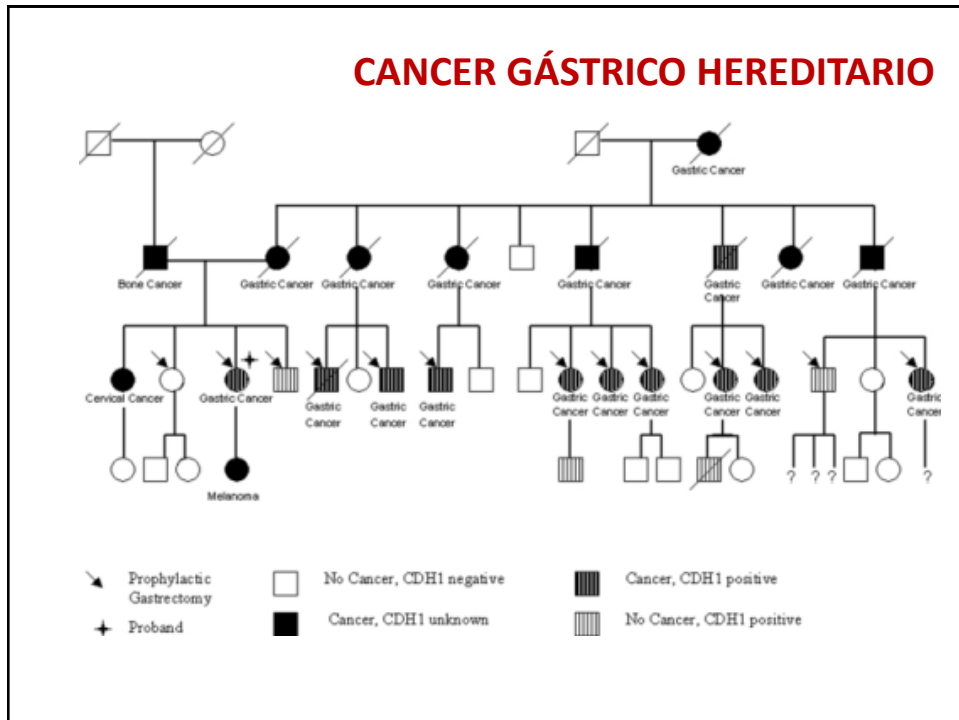 CANCER GÁSTRICO HEREDITARIO
Gastric Cancer
Bone Cancer
Gastric Cancer
Gastric Cancer
Gastric Cancer
Gastric Cancer
Gastric
Cancer
Gastric Cancer
Gastric Cancer
Cervical Cancer
Gastric Cancer
Gastric
Cancer
Gastric
Cancer
Gastric
Cancer
Gastric
Cancer
Gastric
Cancer
Gastric
Cancer
Gastric
Cancer
Gastric
Cancer
Gastric
Cancer
Melanoma
? ? ? ?
Prophylactic
Gastrectomy
Proband
No Cancer, CDH1 negative
Cancer, CDH1 unknown
Cancer, CDH1 positive
No Cancer, CDH1 positive